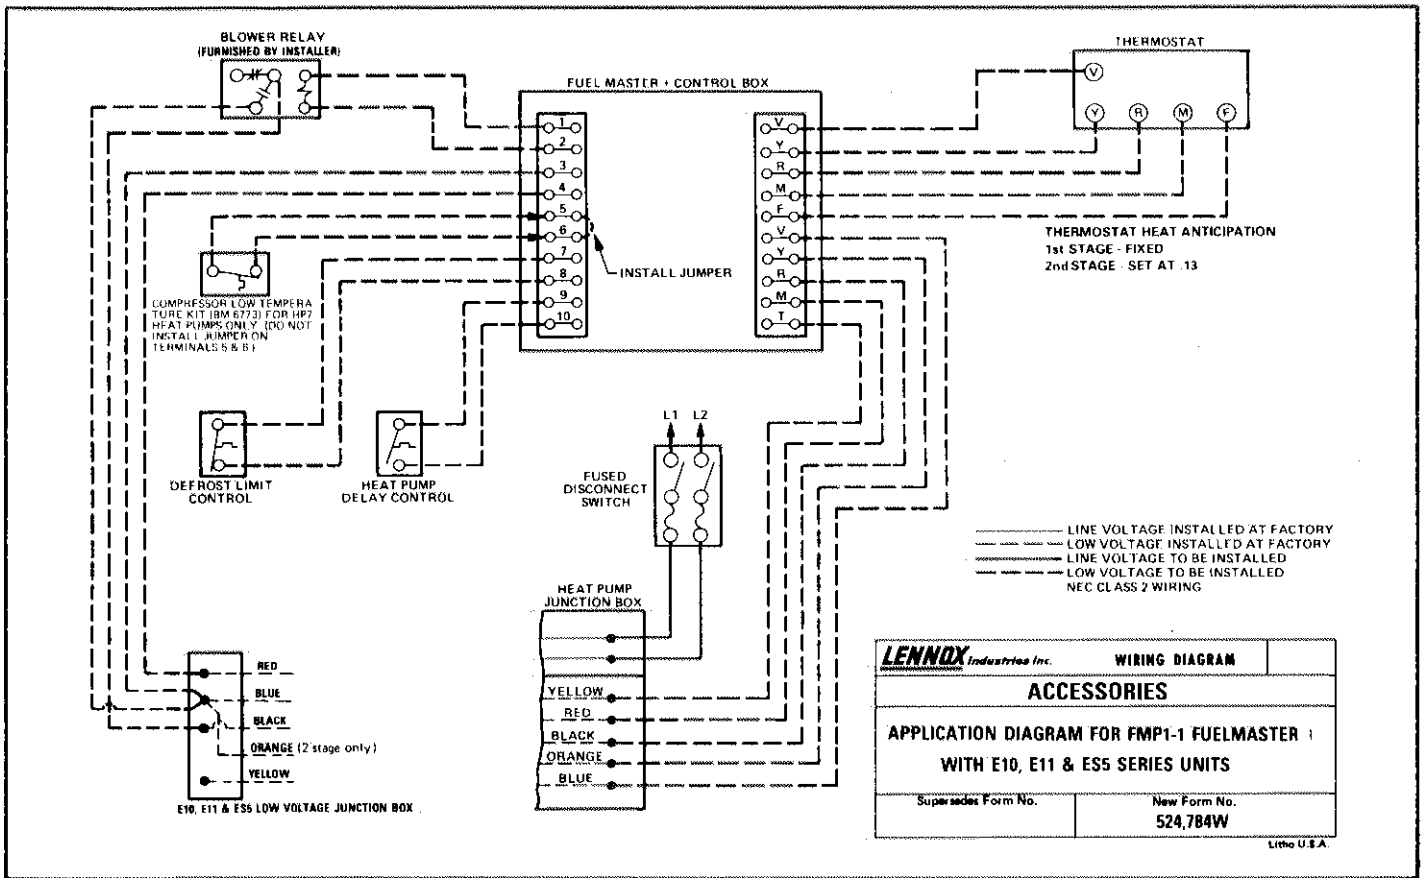 BLOWER RELAY
(FURNISHED BY INSTALLER)
FUEL MASTER + CONTROL BOX
1
2
3
4
5
6
7
8
9
10
V
Y
R
M
F
V
Y
R
M
T
INSTALL JUMPER
THERMOSTAT
V
Y
R
M
F
THERMOSTAT HEAT ANTICIPATION
1st STAGE - FIXED
2nd STAGE - SET AT .13
COMPRESSOR LOW TEMPERA
TURE KIT (BM 6773) FOR HP7
HEAT PUMPS ONLY (DO NOT
INSTALL JUMPER ON
TERMINALS 5 & 6)
DEFROST LIMIT
CONTROL
HEAT PUMP
DELAY CONTROL
L1 L2
FUSED
DISCONNECT
SWITCH
LINE VOLTAGE INSTALLED AT FACTORY
LOW VOLTAGE INSTALLED AT FACTORY
LINE VOLTAGE TO BE INSTALLED
LOW VOLTAGE TO BE INSTALLED
NEC CLASS 2 WIRING
HEAT PUMP
JUNCTION BOX
YELLOW
RED
BLACK
ORANGE
BLUE
RED
BLUE
BLACK
ORANGE (2 stage only)
YELLOW
E10, E11 & ES5 LOW VOLTAGE JUNCTION BOX
LENNOX Industries Inc. WIRING DIAGRAM
ACCESSORIES
APPLICATION DIAGRAM FOR FMP1-1 FUELMASTER
WITH E10, E11 & ES5 SERIES UNITS
Supersedes Form No.
New Form No.
524,784W
Litho U.S.A.